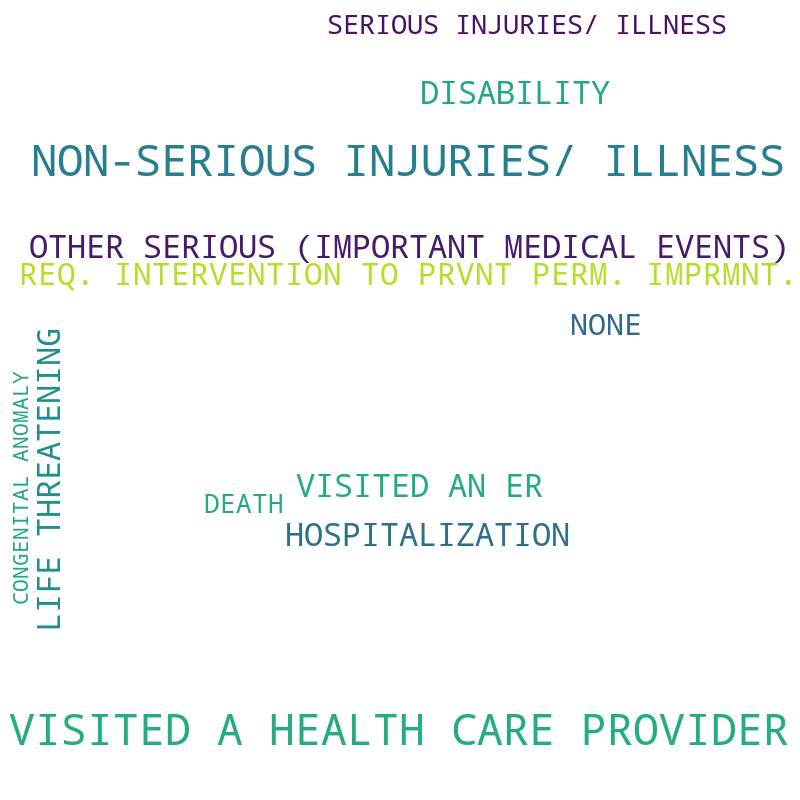 SERIOUS INJURIES/ ILLNESS
DISABILITY
NON-SERIOUS INJURIES/ ILLNESS
OTHER SERIOUS (IMPORTANT MEDICAL EVENTS)
REQ. INTERVENTION TO PRVNT PERM. IMPRMNT.
NONE
CONGENITAL ANOMALY
LIFE THREATENING
VISITED AN ER
DEATH
HOSPITALIZATION
VISITED A HEALTH CARE PROVIDER